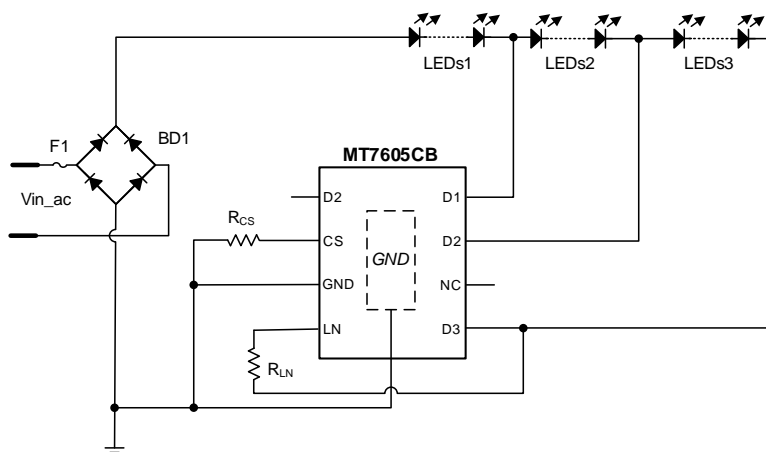 LEDs1
LEDs2
LEDs3
F1
BD1
MT7605CB
Vin_ac
D2
D1
RCS
CS
GND
D2
GND
NC
LN
D3
RLN